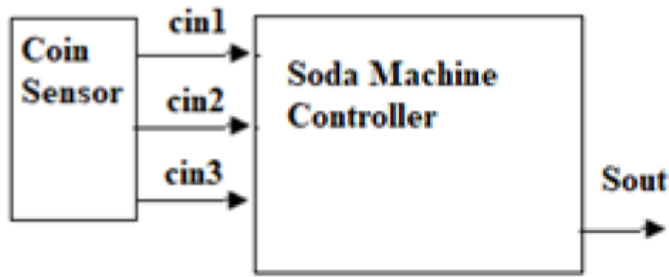 Coin
Sensor
cin1
cin2
cin3
Soda Machine
Controller
Sout